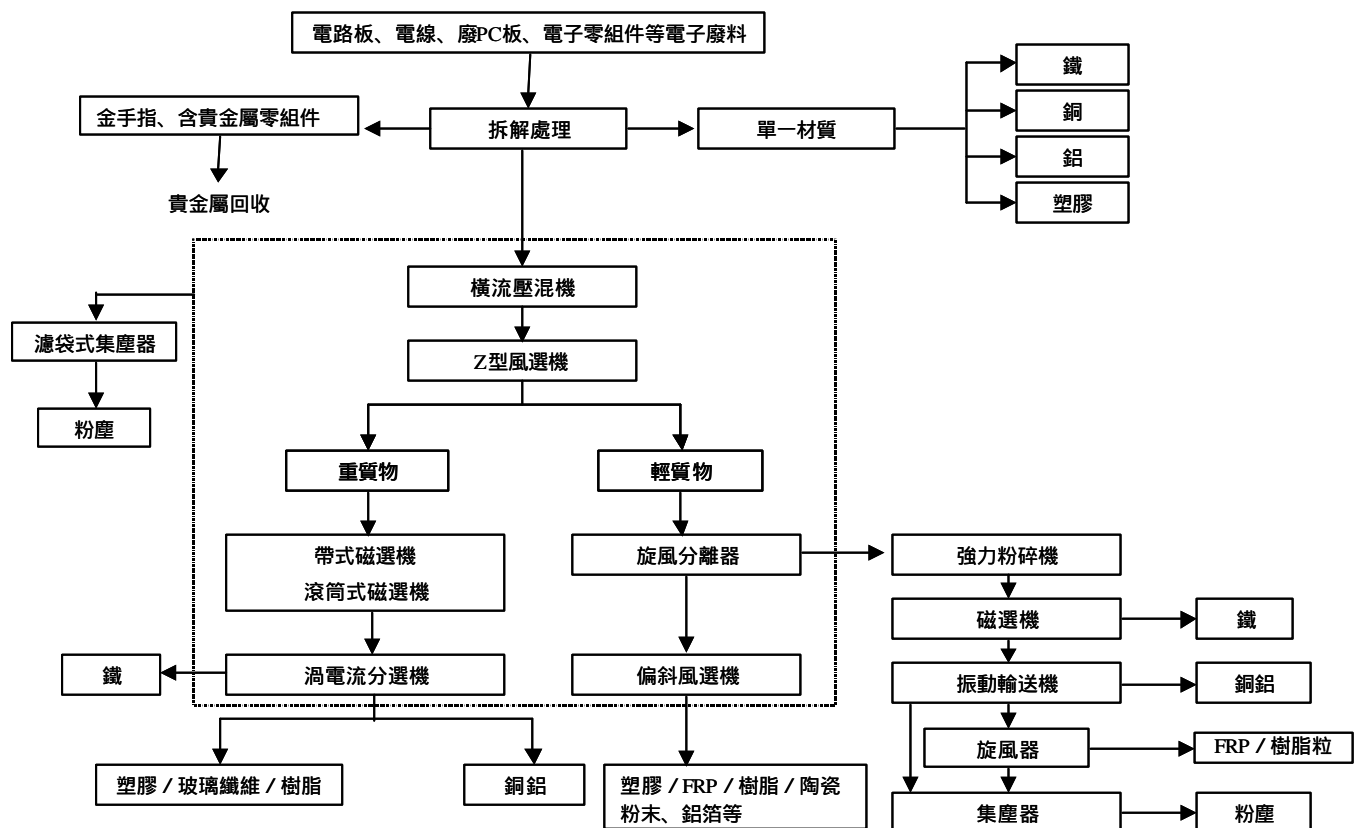 電路板、電線、廢PC板、電子零組件等電子廢料
鐵
金手指、含貴金屬零組件
拆解處理
單一材質
銅
鋁
貴金屬回收
塑膠
橫流壓混機
濾袋式集塵器
Z型風選機
粉塵
重質物
輕質物
帶式磁選機
滾筒式磁選機
旋風分離器
強力粉碎機
磁選機
鐵
鐵
渦電流分選機
偏斜風選機
振動輸送機
銅鋁
旋風器
FRP / 樹脂粒
塑膠 / 玻璃纖維 / 樹脂
銅鋁
塑膠 / FRP / 樹脂 / 陶瓷
粉末、鋁箔等
集塵器
粉塵